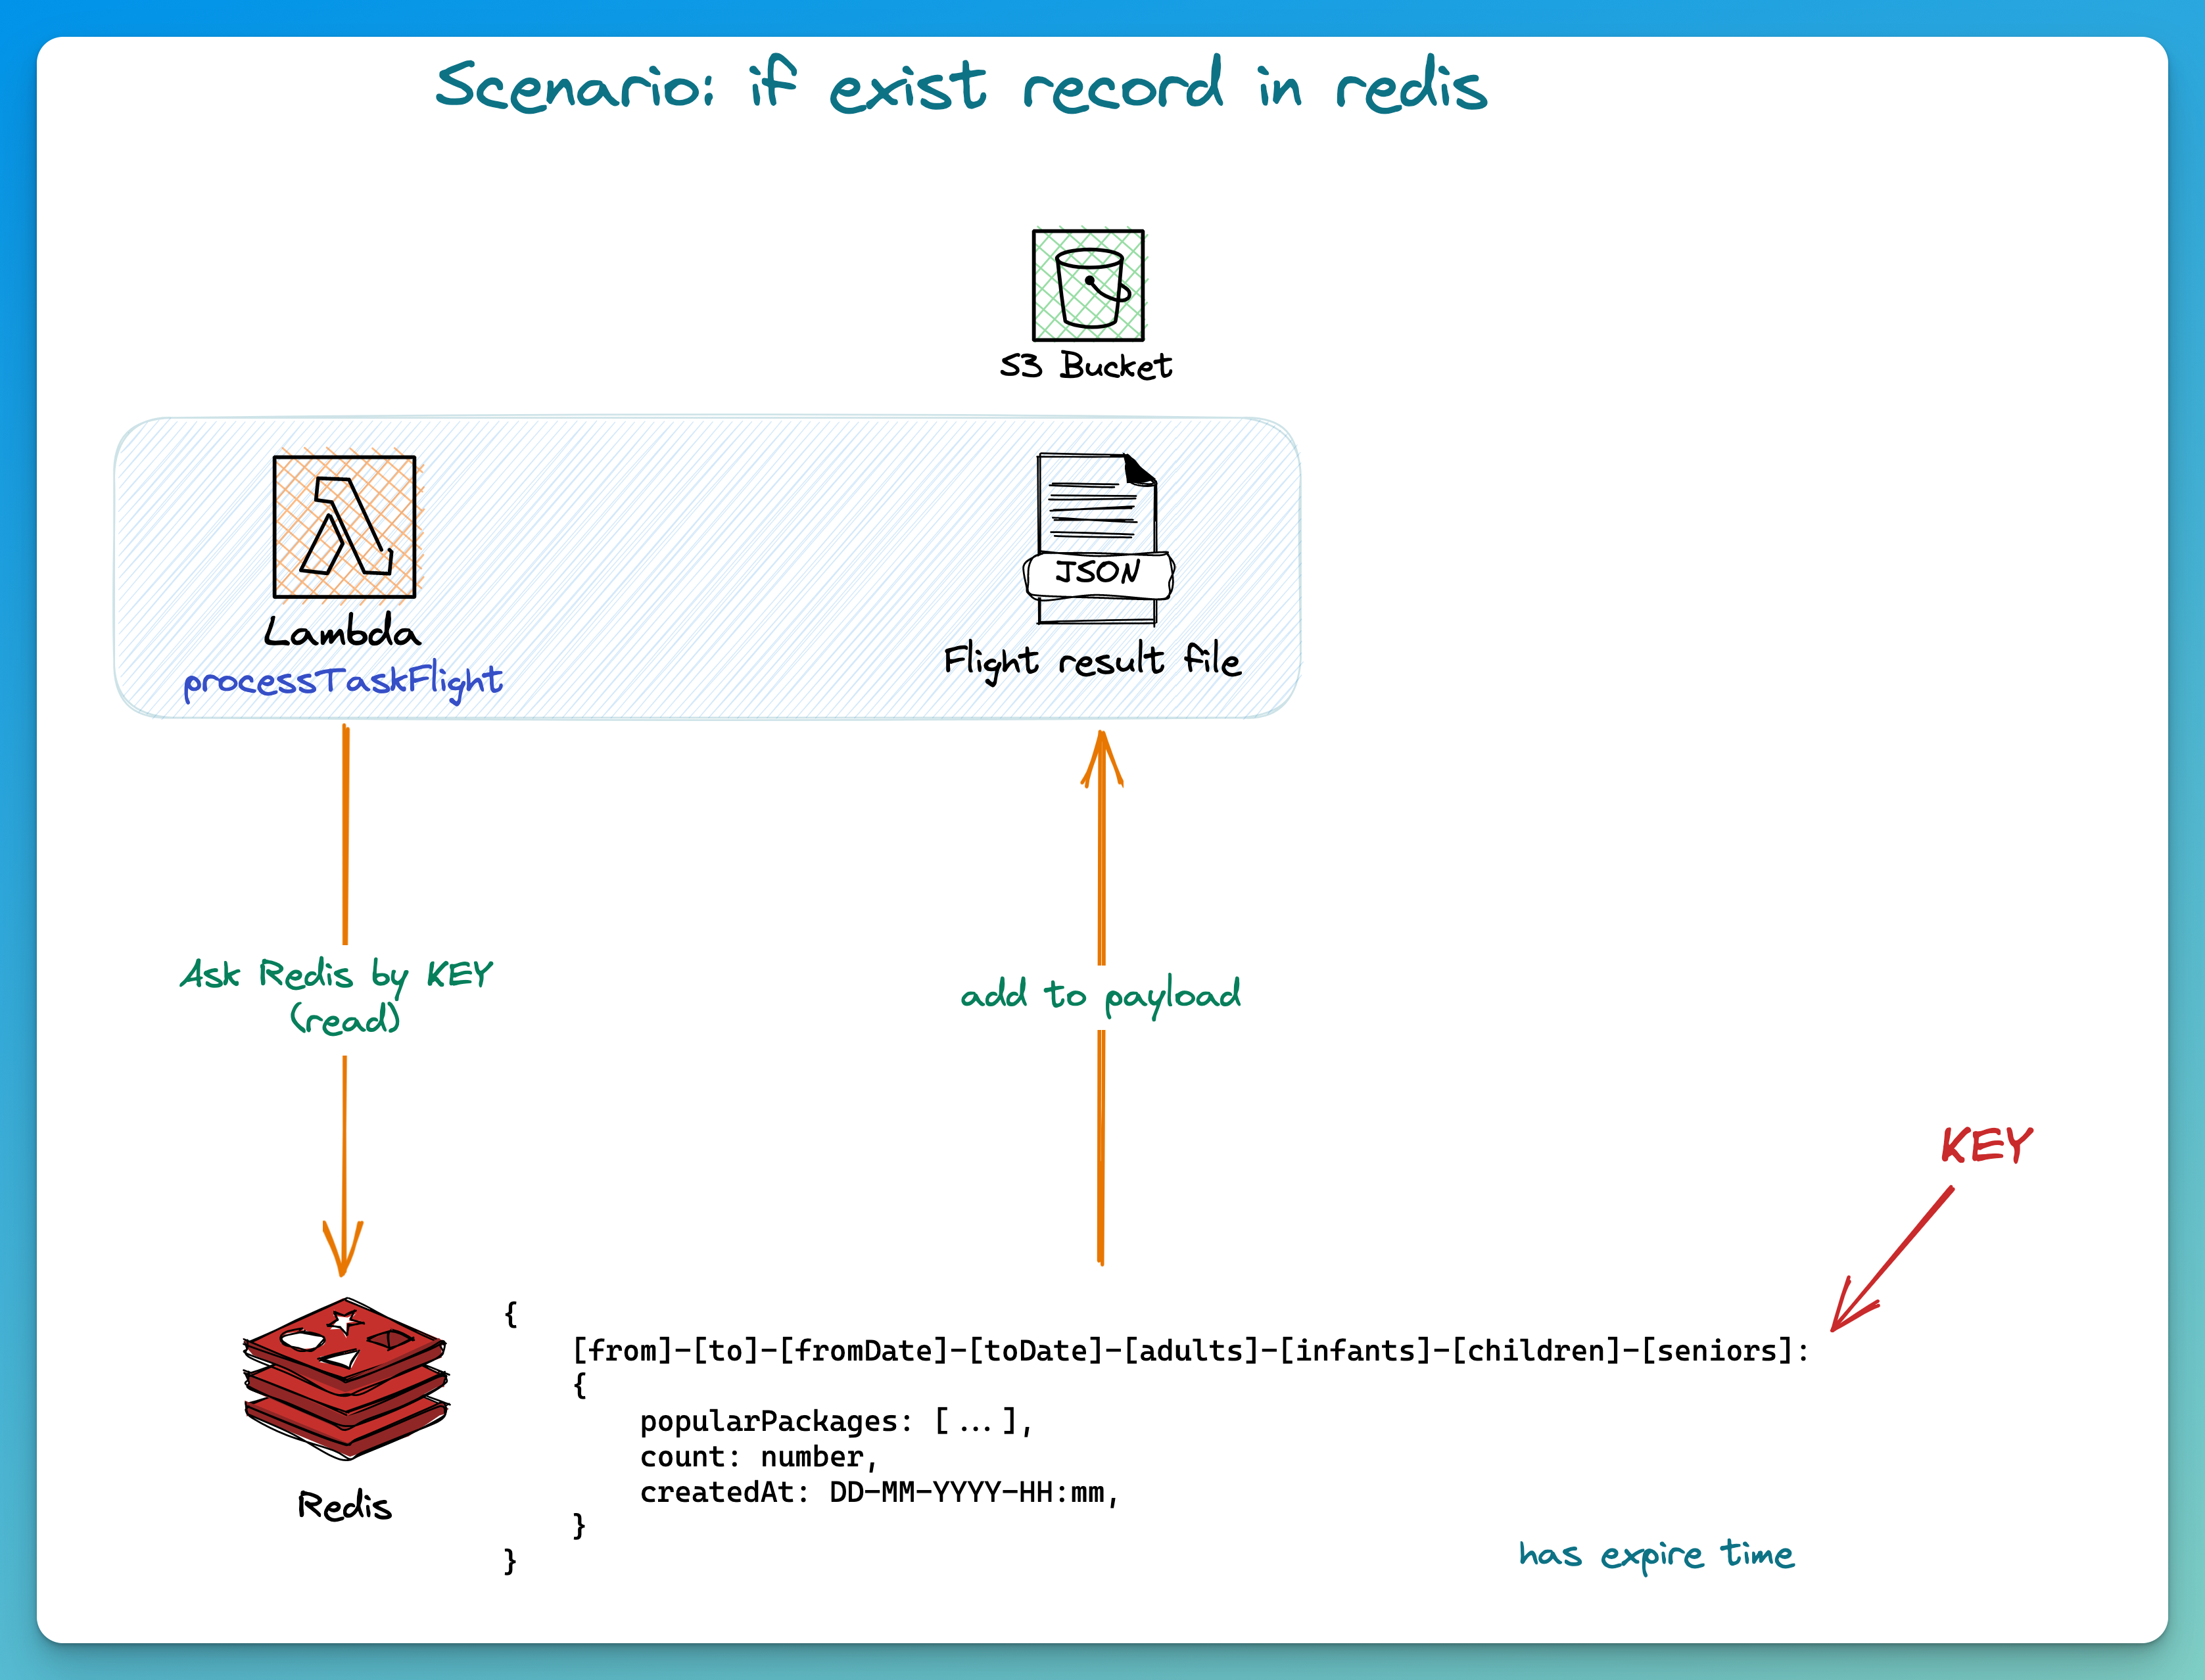 Scenario: if exist record in redis
S3 Bucket
JSON
Lambda
processTaskFlight
Flight result file
Ask Redis by KEY
(read)
add to payload
KEY
{
[from]-[to]-[fromDate]-[toDate]-[adults]-[infants]-[children]-[seniors]:
{
popularPackages: [...],
count: number,
createdAt: DD-MM-YYYY-HH:mm,
}
}
Redis
has expire time